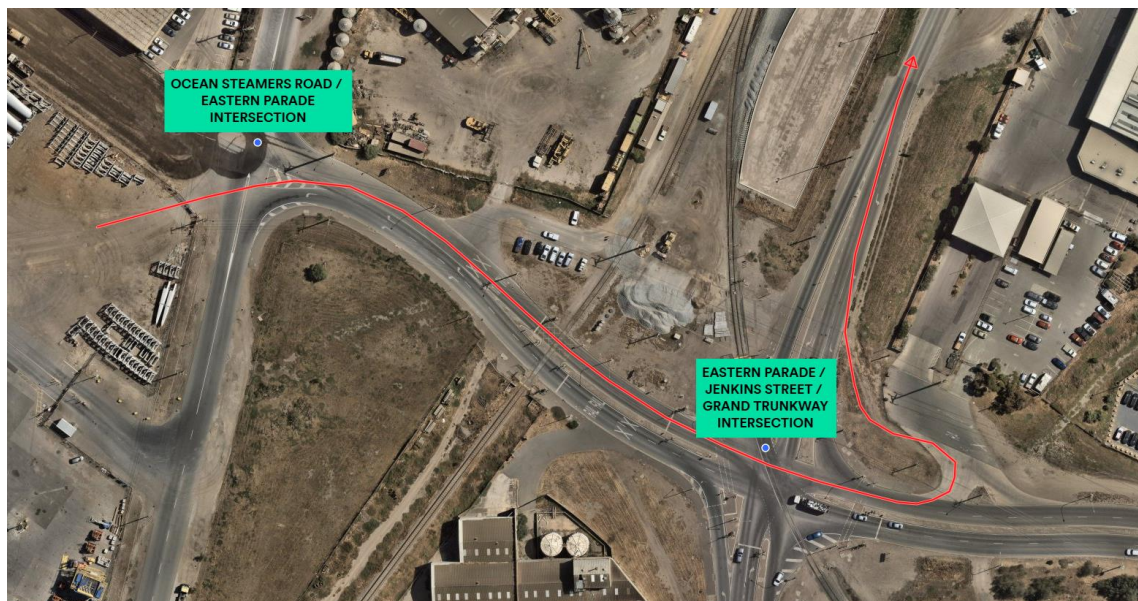 OCEAN STEAMERS ROAD /
EASTERN PARADE
INTERSECTION
EASTERN PARADE /
JENKINS STREET /
GRAND TRUNKWAY
INTERSECTION